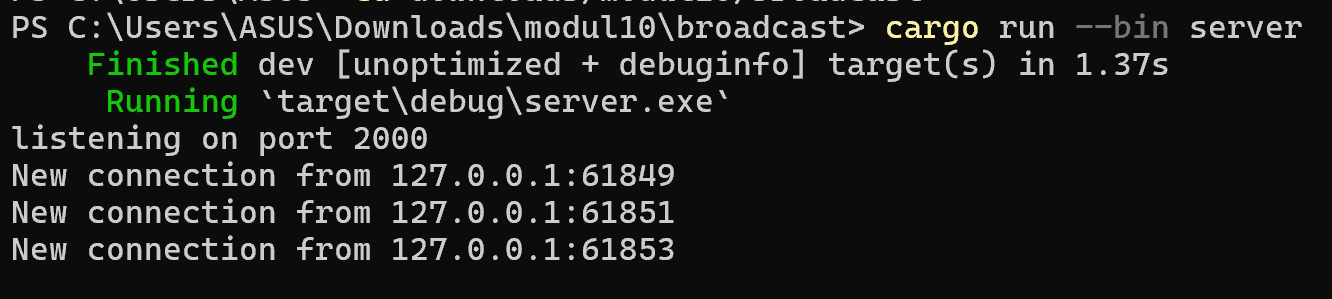 PS C:\Users\ASUS\Downloads\modul10\broadcast> cargo run --bin server
    Finished dev [unoptimized + debuginfo] target(s) in 1.37s
     Running `target\debug\server.exe`
listening on port 2000
New connection from 127.0.0.1:61849
New connection from 127.0.0.1:61851
New connection from 127.0.0.1:61853